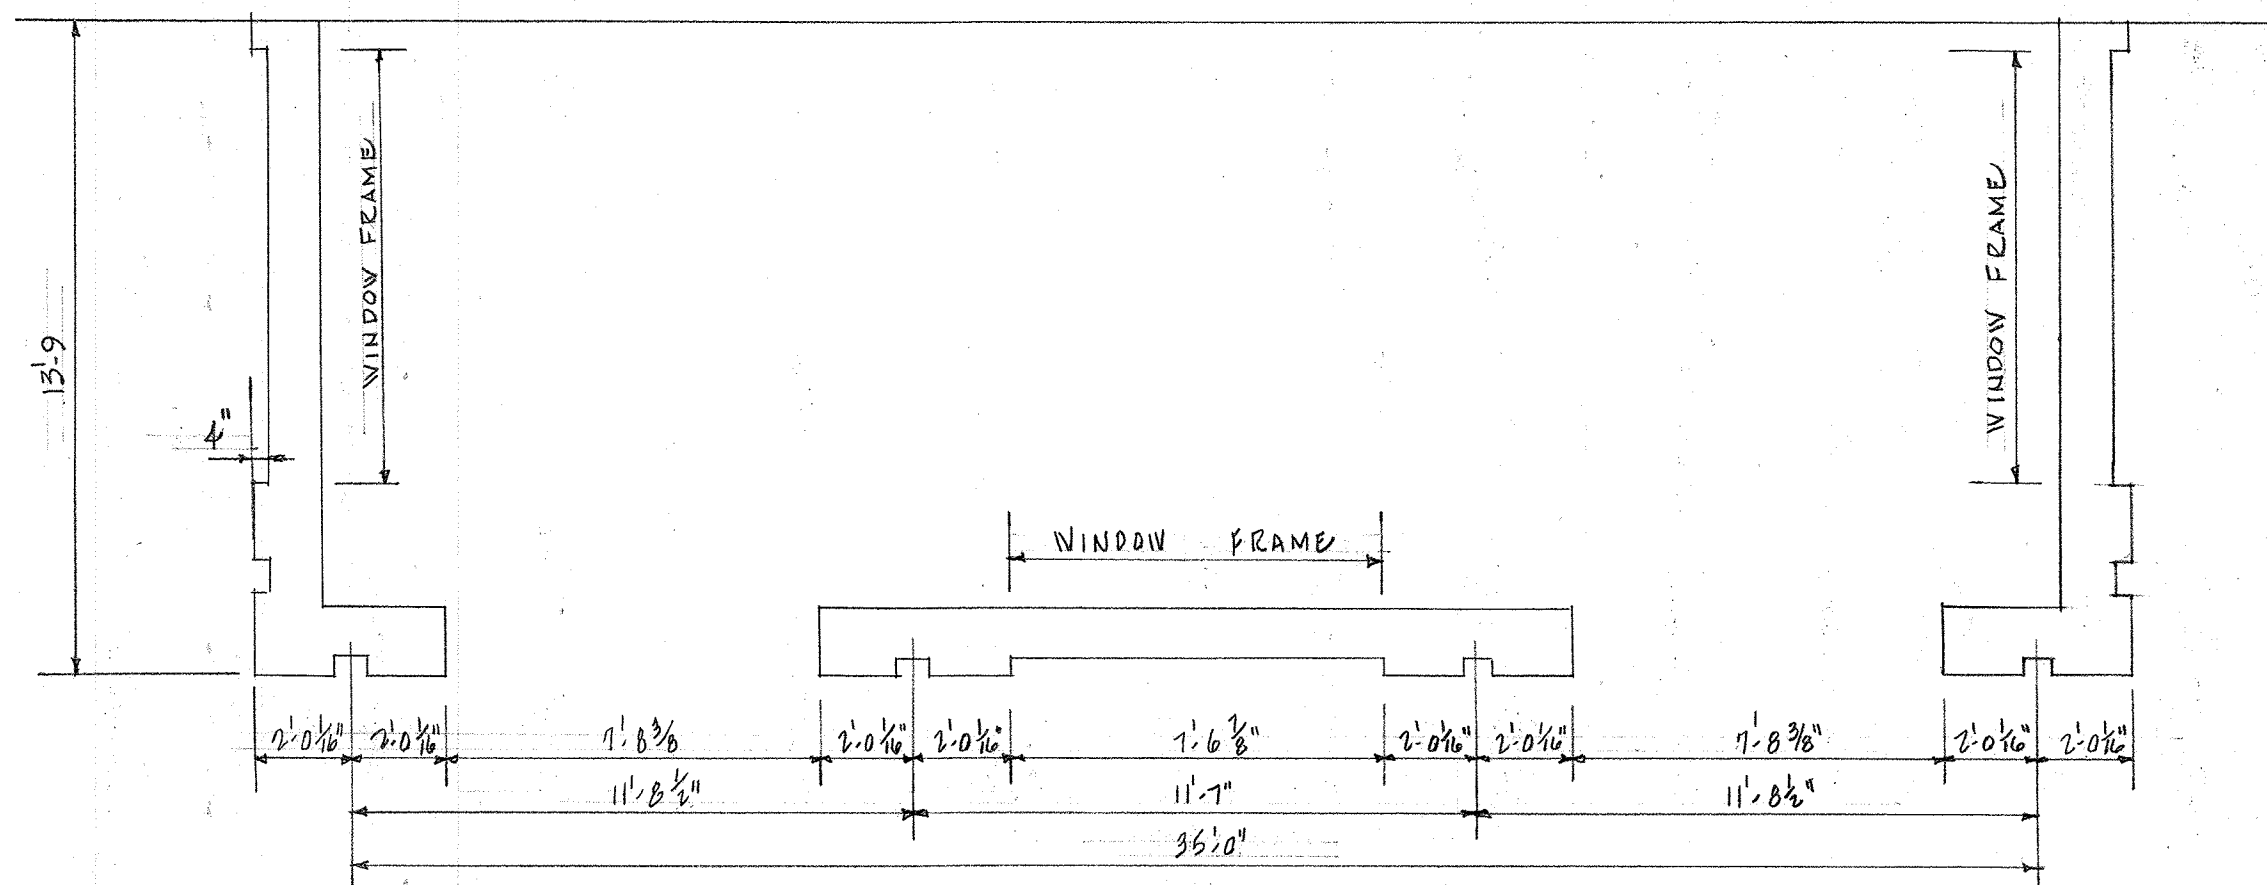 WINDOW FRAME
WINDOW FRAME
13'-9
4"
WINDOW FRAME
2'-0 1/16" 2'-0 1/16" 7'-8 3/8 2'-0 1/16" 2'-0 1/16" 7'-6 7/8" 2'-0 1/16" 2'-0 1/16" 7'-8 3/8" 2'-0 1/16" 2'-0 1/16"
11'-8 1/2" 11'-7" 11'-8 1/2"
35'-0"